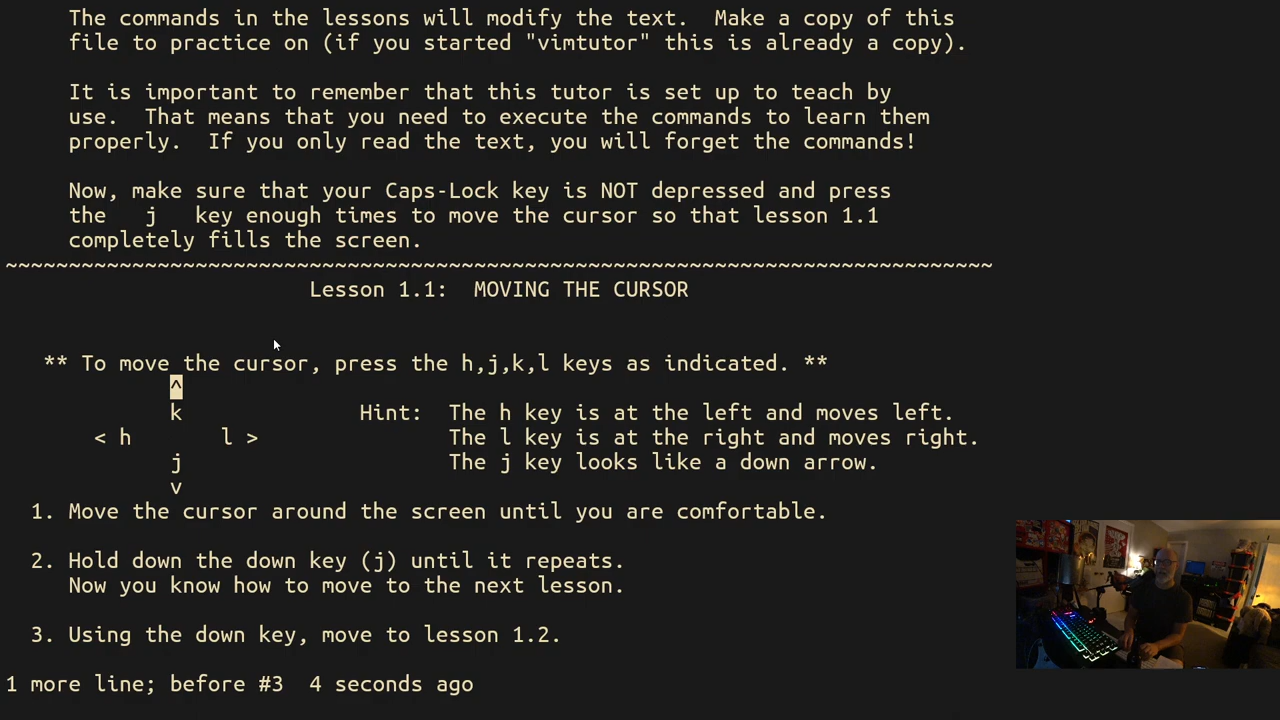 The commands in the lessons will modify the text.  Make a copy of this
file to practice on (if you started "vimtutor" this is already a copy).
It is important to remember that this tutor is set up to teach by
use.  That means that you need to execute the commands to learn them
properly.  If you only read the text, you will forget the commands!
Now, make sure that your Caps-Lock key is NOT depressed and press
the   j   key enough times to move the cursor so that lesson 1.1
completely fills the screen.
~~~~~~~~~~~~~~~~~~~~~~~~~~~~~~~~~~~~~~~~~~~~~~~~~~~~~~~~~~~~~~~~~~~~~~~~~~~~~~
Lesson 1.1:  MOVING THE CURSOR
** To move the cursor, press the h,j,k,l keys as indicated. **
^
k              Hint:  The h key is at the left and moves left.
< h       l >               The l key is at the right and moves right.
j                     The j key looks like a down arrow.
v
1. Move the cursor around the screen until you are comfortable.
2. Hold down the down key (j) until it repeats.
Now you know how to move to the next lesson.
3. Using the down key, move to lesson 1.2.
1 more line; before #3  4 seconds ago